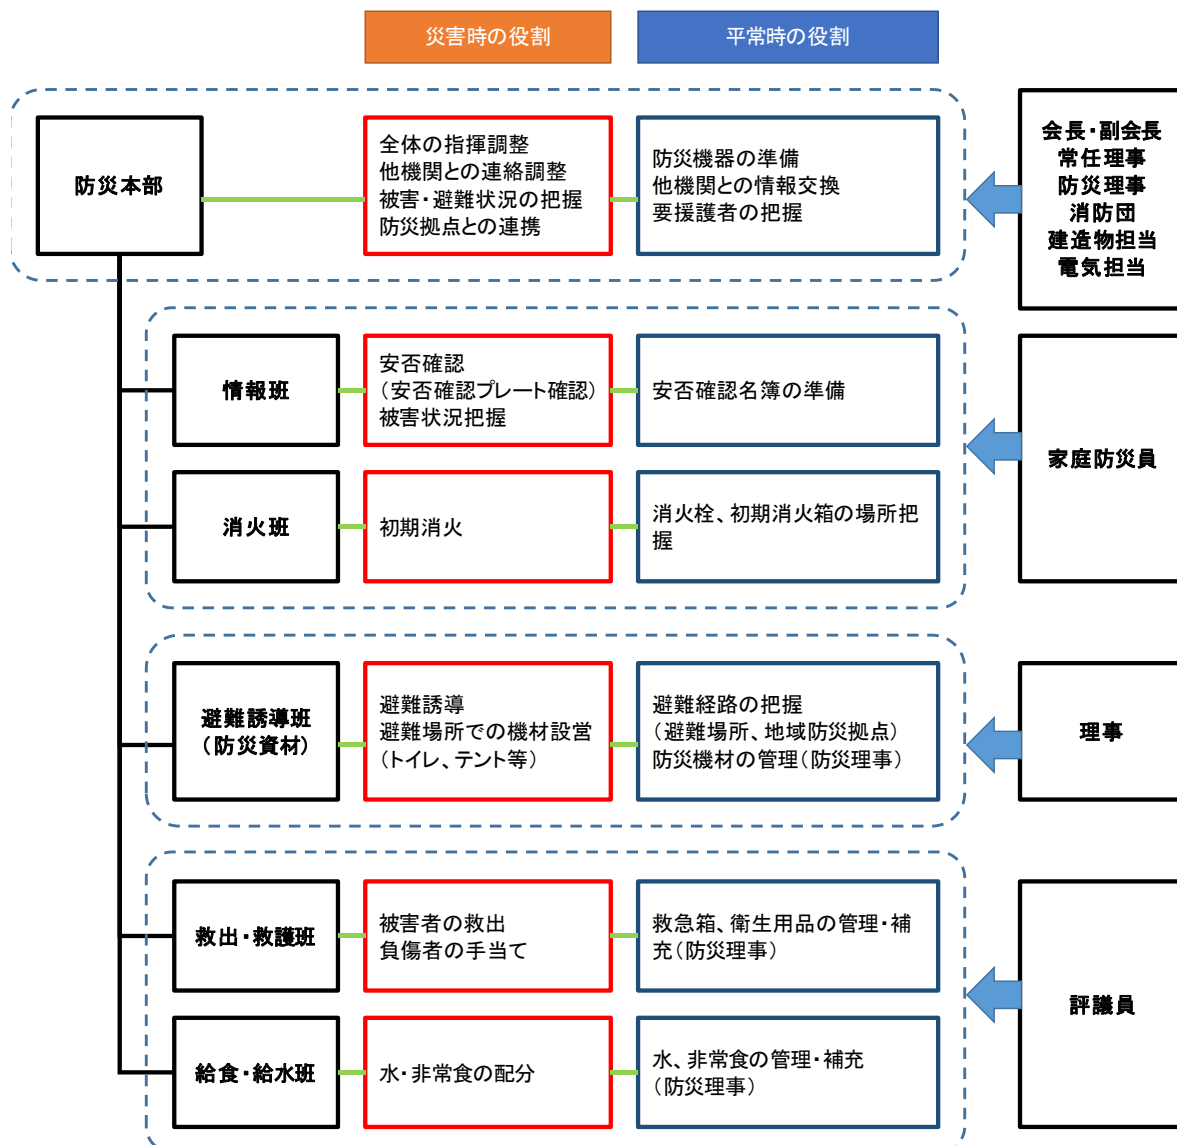 災害時の役割
平常時の役割
防災本部
全体の指揮調整
他機関との連絡調整
被害・避難状況の把握
防災拠点との連携
防災機器の準備
他機関との情報交換
要援護者の把握
会長・副会長
常任理事
防災理事
消防団
建造物担当
電気担当
情報班
安否確認
(安否確認プレート確認)
被害状況把握
安否確認名簿の準備
家庭防災員
消火班
初期消火
消火栓、初期消火箱の場所把
握
避難誘導班
(防災資材)
避難誘導
避難場所での機材設営
(トイレ、テント等)
避難経路の把握
(避難場所、地域防災拠点)
防災機材の管理(防災理事)
理事
救出・救護班
被害者の救出
負傷者の手当て
救急箱、衛生用品の管理・補
充(防災理事)
評議員
給食・給水班
水・非常食の配分
水、非常食の管理・補充
(防災理事)